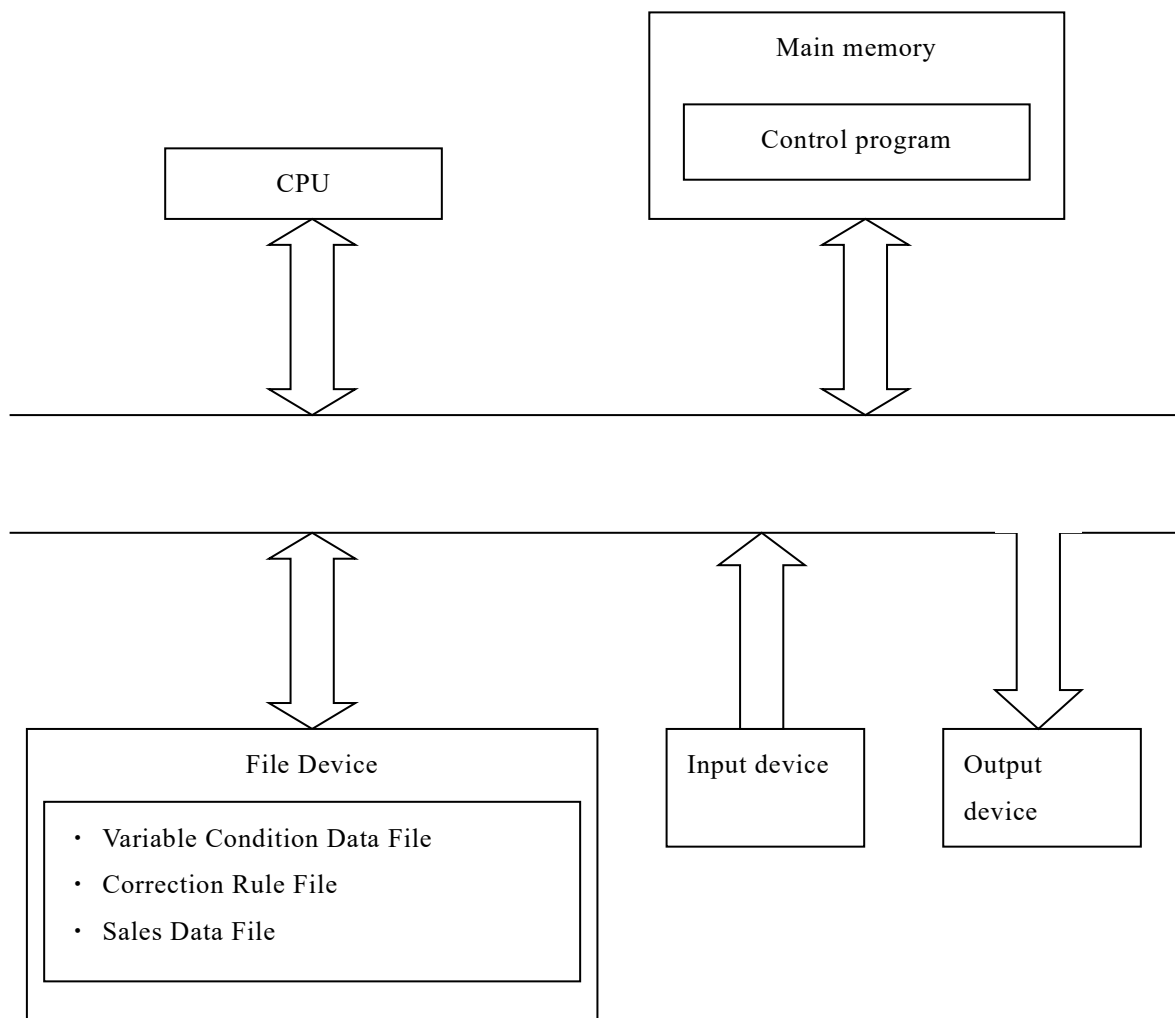 Main memory
Control program
CPU
File Device
・ Variable Condition Data File
・ Correction Rule File
・ Sales Data File
Input device
Output
device